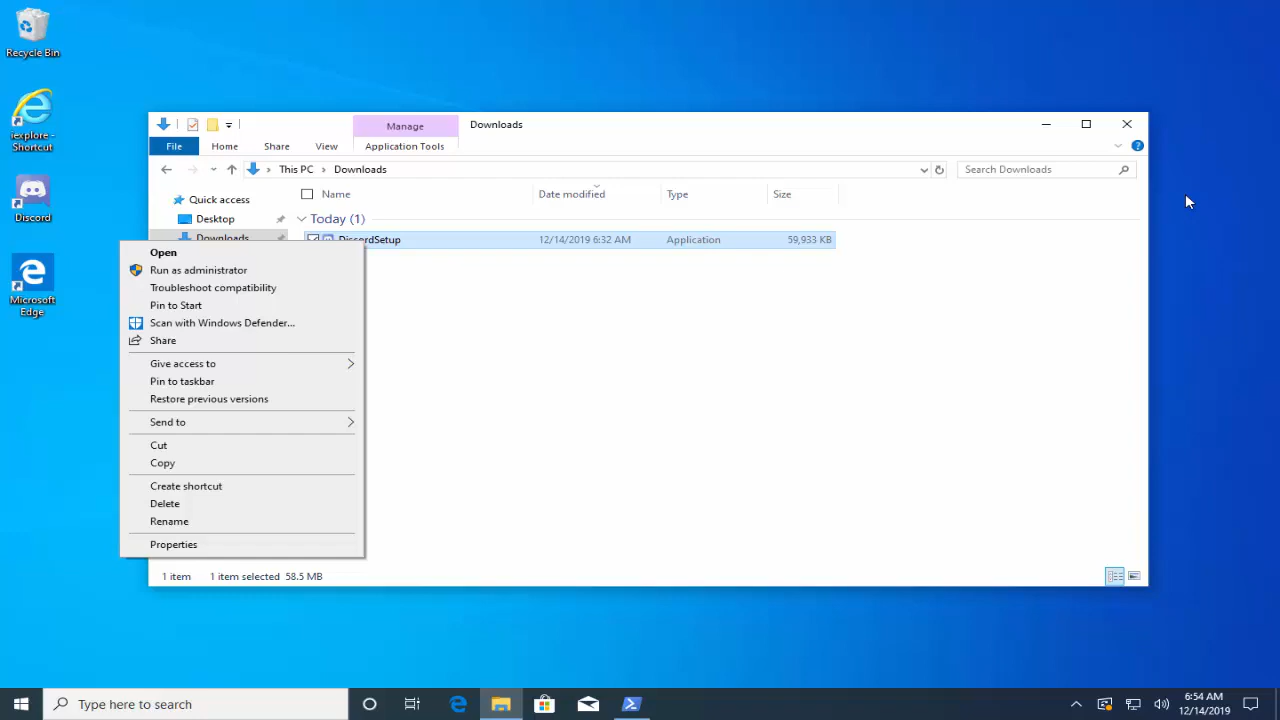 Recycle Bin
iexplore -
Shortcut
Discord
Microsoft
Edge
Manage
Downloads
File
Home
Share
View
Application Tools
This PC
Downloads
Search Downloads
Quick access
Desktop
Downloads
Name
Date modified
Type
Size
Today (1)
DiscordSetup
12/14/2019 6:32 AM
Application
59,933 KB
Open
Run as administrator
Troubleshoot compatibility
Pin to Start
Scan with Windows Defender...
Share
Give access to
Pin to taskbar
Restore previous versions
Send to
Cut
Copy
Create shortcut
Delete
Rename
Properties
1 item
1 item selected 58.5 MB
Type here to search
6:54 AM
12/14/2019